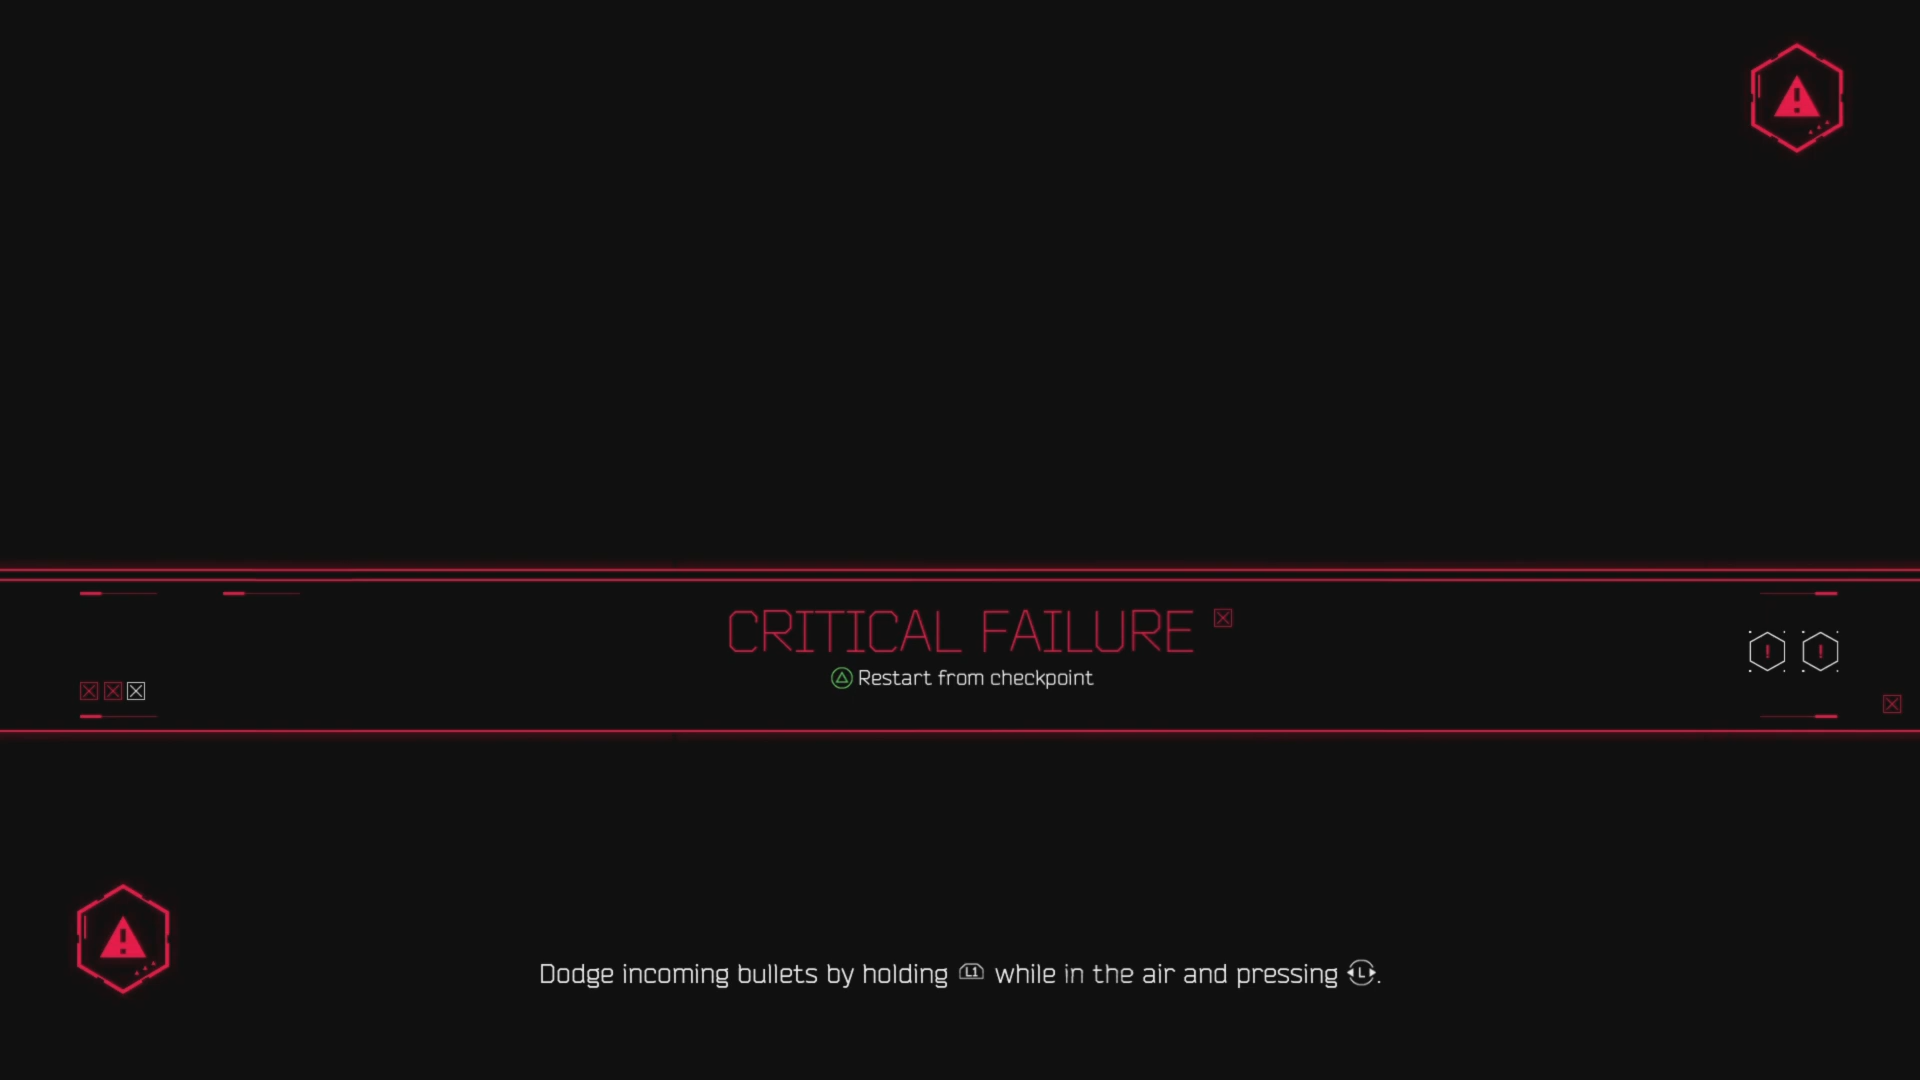 CRITICAL FAILURE
Restart from checkpoint
Dodge incoming bullets by holding L1 while in the air and pressing L.